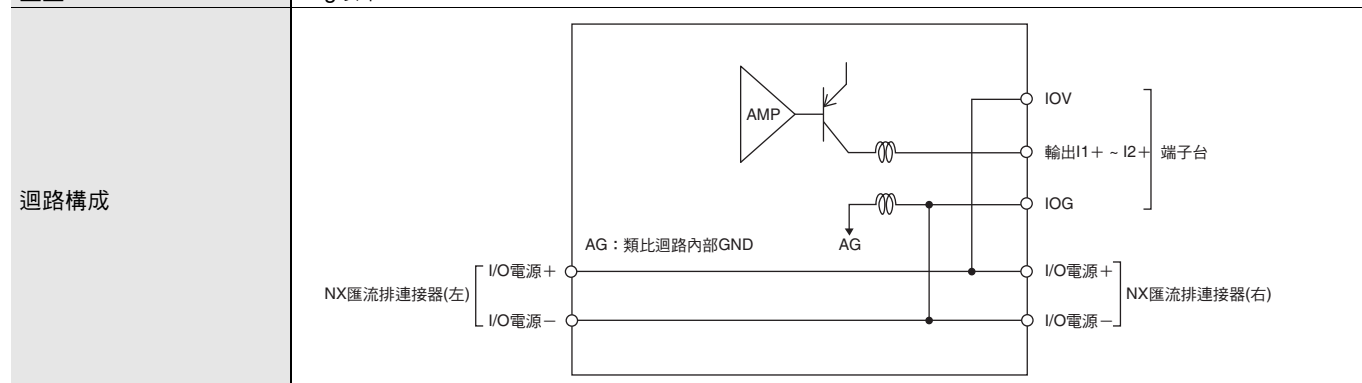 迴路構成
AMP
IOV
輸出I1+ ~ I2+
端子台
IOG
AG：類比迴路內部GND
AG
NX匯流排連接器(左)
I/O電源+
I/O電源-
I/O電源+
I/O電源-
NX匯流排連接器(右)